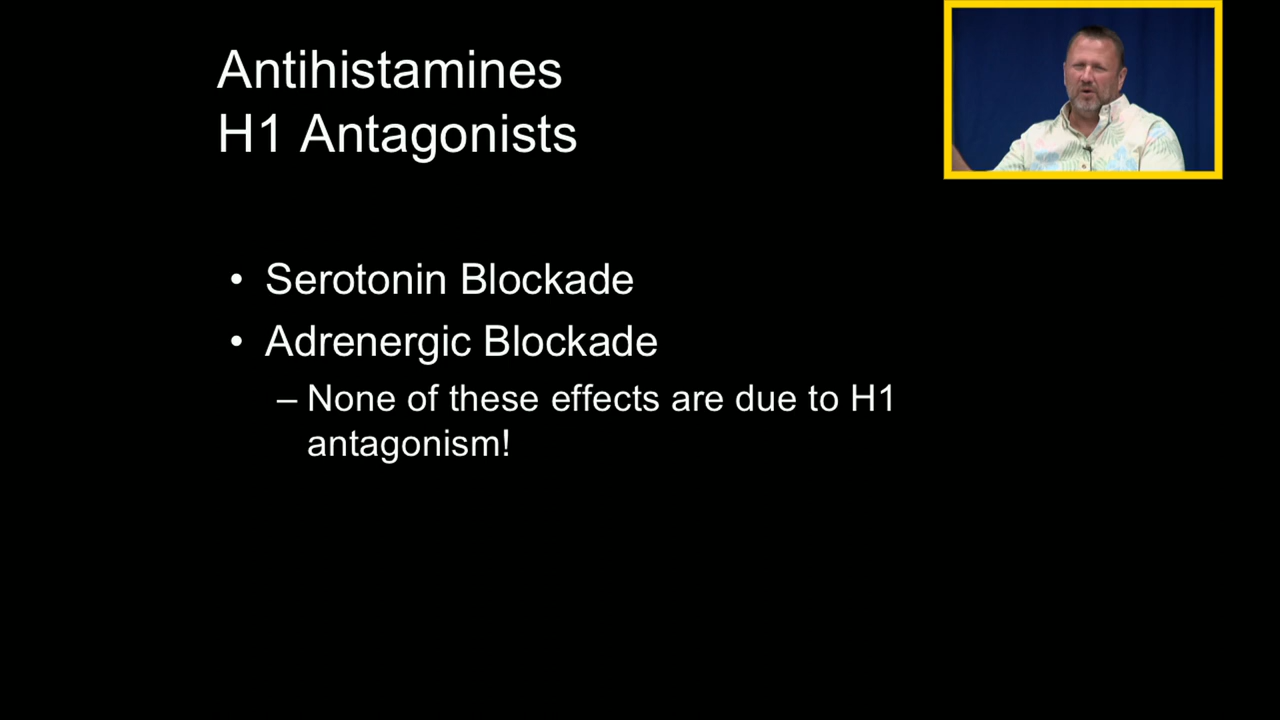 Antihistamines
H1 Antagonists
• Serotonin Blockade
• Adrenergic Blockade
– None of these effects are due to H1
antagonism!